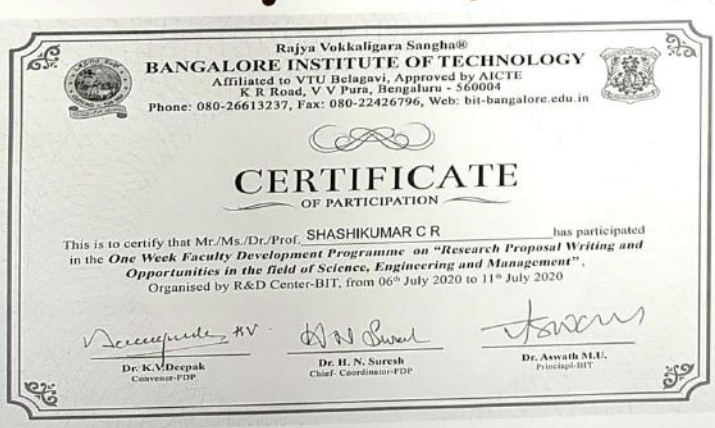 Rajya Vokkaligara Sangha®
BANGALORE INSTITUTE OF TECHNOLOGY
Affiliated to VTU Belagavi, Approved by AICTE
K R Road, V V Pura, Bengaluru - 560004
Phone: 080-26613237, Fax: 080-22426796, Web: bit-bangalore.edu.in
CERTIFICATE
OF PARTICIPATION
This is to certify that Mr./Ms./Dr./Prof. SHASHIKUMAR C R has participated
in the One Week Faculty Development Programme on "Research Proposal Writing and
Opportunities in the field of Science, Engineering and Management",
Organised by R&D Center-BIT, from 06th July 2020 to 11th July 2020
Dr. K.V.Deepak
Convener-FDP
Dr. H. N. Suresh
Chief- Coordinator-FDP
Dr. Aswath M.U.
Princiapl-BIT